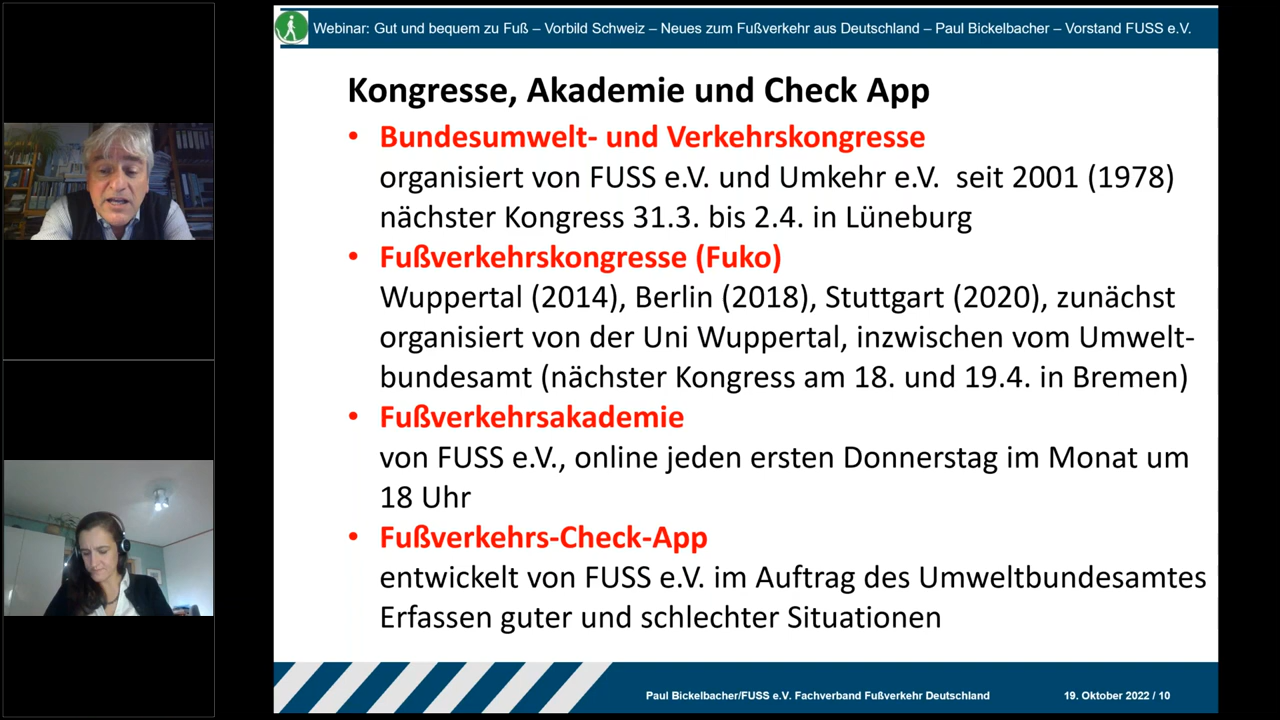 Webinar: Gut und bequem zu Fuß – Vorbild Schweiz – Neues zum Fußverkehr aus Deutschland – Paul Bickelbacher – Vorstand FUSS e.V.
Kongresse, Akademie und Check App
• Bundesumwelt- und Verkehrskongresse
organisiert von FUSS e.V. und Umkehr e.V. seit 2001 (1978)
nächster Kongress 31.3. bis 2.4. in Lüneburg
• Fußverkehrskongresse (Fuko)
Wuppertal (2014), Berlin (2018), Stuttgart (2020), zunächst
organisiert von der Uni Wuppertal, inzwischen vom Umwelt-
bundesamt (nächster Kongress am 18. und 19.4. in Bremen)
• Fußverkehrsakademie
von FUSS e.V., online jeden ersten Donnerstag im Monat um
18 Uhr
• Fußverkehrs-Check-App
entwickelt von FUSS e.V. im Auftrag des Umweltbundesamtes
Erfassen guter und schlechter Situationen
Paul Bickelbacher/FUSS e.V. Fachverband Fußverkehr Deutschland
19. Oktober 2022 / 10